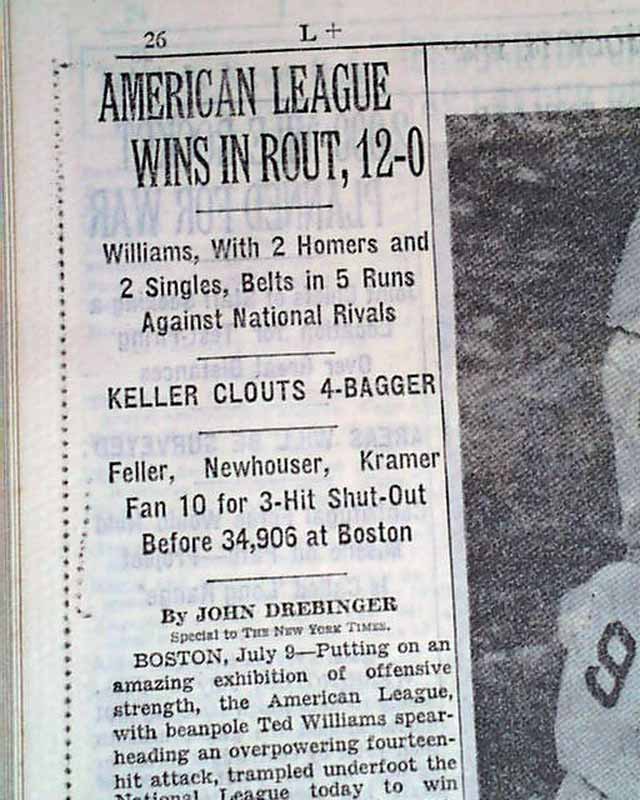 26
L+
AMERICAN LEAGUE
WINS IN ROUT, 12-0
Williams, With 2 Homers and
2 Singles, Belts in 5 Runs
Against National Rivals
KELLER CLOUTS 4-BAGGER
Feller, Newhouser, Kramer
Fan 10 for 3-Hit Shut-Out
Before 34,906 at Boston
By JOHN DREBINGER
Special to THE NEW YORK TIMES.
BOSTON, July 9—Putting on an
amazing exhibition of offensive
strength, the American League,
with beanpole Ted Williams spear-
heading an overpowering fourteen-
hit attack, trampled underfoot the
National League today to win
8